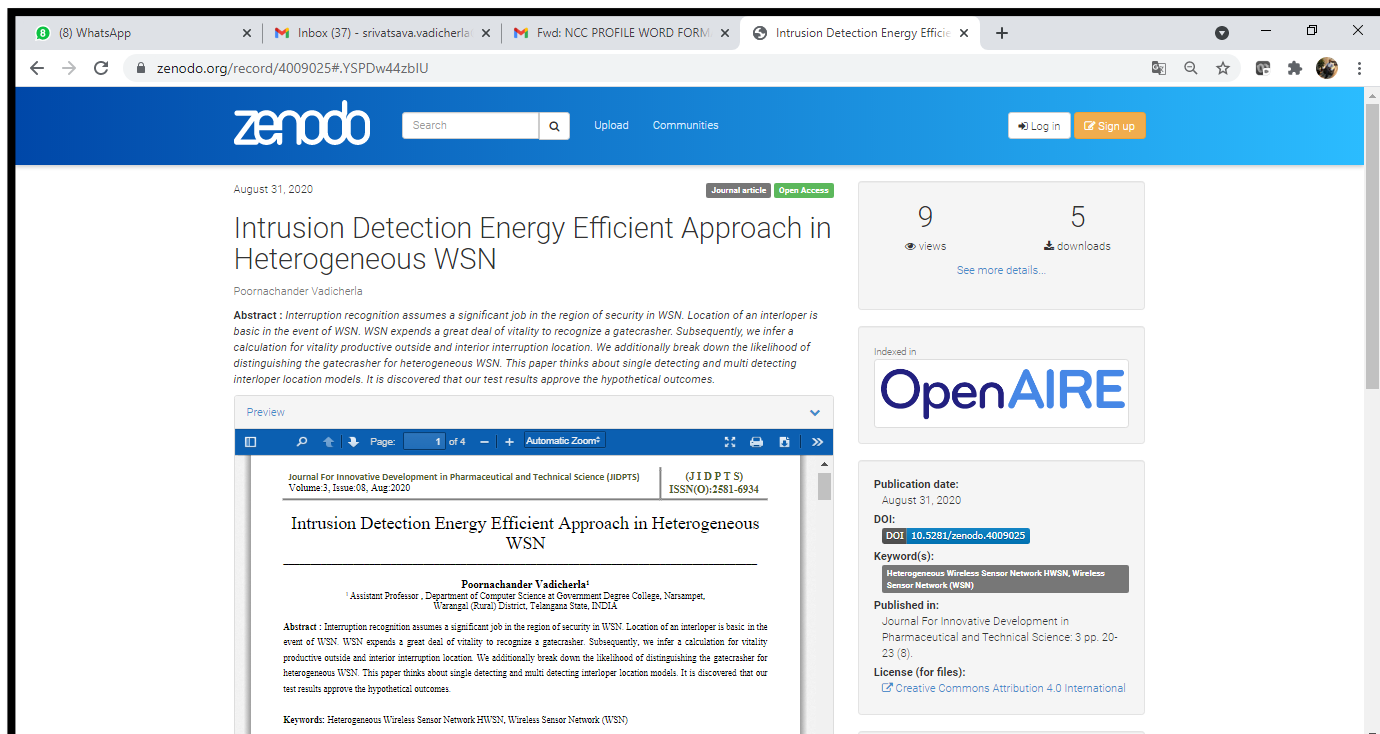 (8) WhatsApp
Inbox (37) - srivatsava.vadicherla
Fwd: NCC PROFILE WORD FORM
Intrusion Detection Energy Efficie
zenodo.org/record/4009025#.YSPDw44zbIU
zenodo
Search
Upload
Communities
Log in
Sign up
August 31, 2020
Journal article
Open Access
Intrusion Detection Energy Efficient Approach in
Heterogeneous WSN
Poornachander Vadicherla
Abstract : Interruption recognition assumes a significant job in the region of security in WSN. Location of an interloper is
basic in the event of WSN. WSN expends a great deal of vitality to recognize a gatecrasher. Subsequently, we infer a
calculation for vitality productive outside and interior interruption location. We additionally break down the likelihood of
distinguishing the gatecrasher for heterogeneous WSN. This paper thinks about single detecting and multi detecting
interloper location models. It is discovered that our test results approve the hypothetical outcomes.
Preview
Page: 1 of 4
Automatic Zoom
Journal For Innovative Development in Pharmaceutical and Technical Science (JIDPTS)
Volume:3, Issue:08, Aug:2020
(J I D P T S)
ISSN(O):2581-6934
Intrusion Detection Energy Efficient Approach in Heterogeneous
WSN
Poornachander Vadicherla¹
¹ Assistant Professor , Department of Computer Science at Government Degree College, Narsampet,
Warangal (Rural) District, Telangana State, INDIA
Abstract : Interruption recognition assumes a significant job in the region of security in WSN. Location of an interloper is basic in the
event of WSN. WSN expends a great deal of vitality to recognize a gatecrasher. Subsequently, we infer a calculation for vitality
productive outside and interior interruption location. We additionally break down the likelihood of distinguishing the gatecrasher for
heterogeneous WSN. This paper thinks about single detecting and multi detecting interloper location models. It is discovered that our
test results approve the hypothetical outcomes.
Keywords: Heterogeneous Wireless Sensor Network HWSN, Wireless Sensor Network (WSN)
9
views
5
downloads
See more details...
Indexed in
OpenAIRE
Publication date:
August 31, 2020
DOI:
DOI 10.5281/zenodo.4009025
Keyword(s):
Heterogeneous Wireless Sensor Network HWSN, Wireless
Sensor Network (WSN)
Published in:
Journal For Innovative Development in
Pharmaceutical and Technical Science: 3 pp. 20-
23 (8).
License (for files):
Creative Commons Attribution 4.0 International